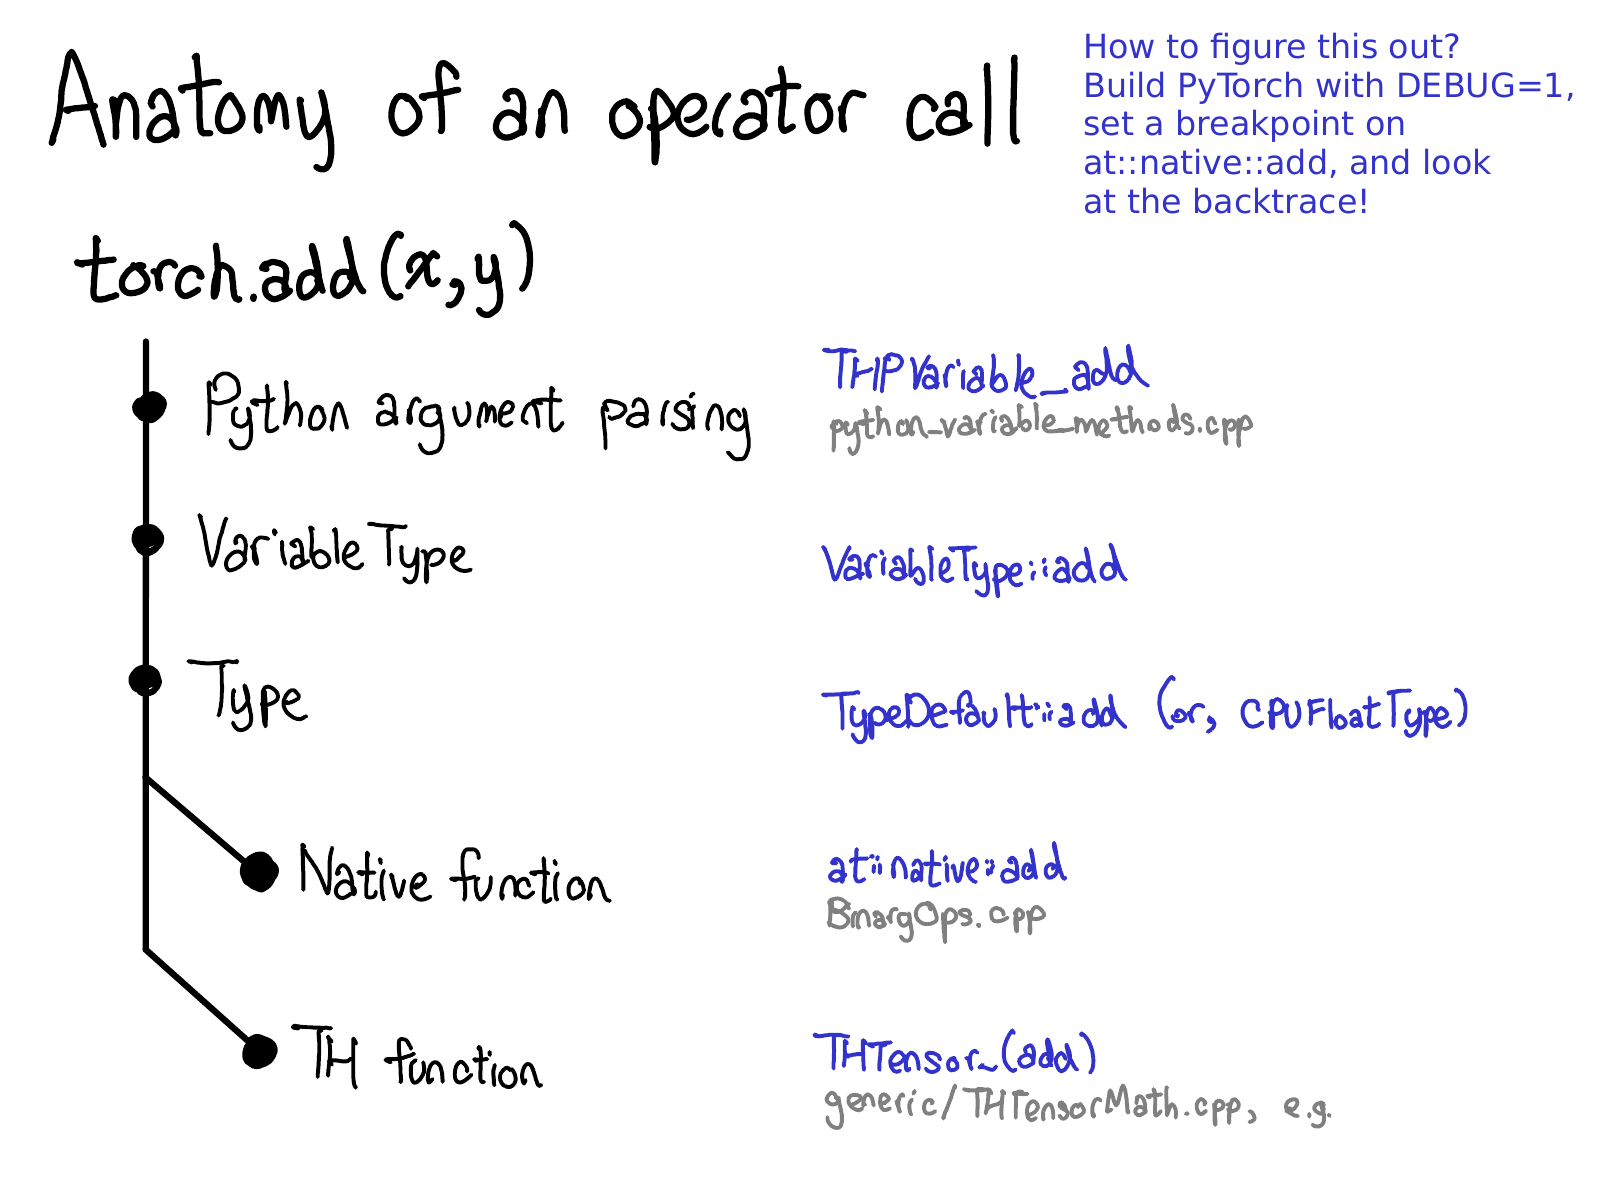 Anatomy of an operator call
How to figure this out?
Build PyTorch with DEBUG=1,
set a breakpoint on
at::native::add, and look
at the backtrace!
torch.add(x,y)
Python argument parsing
THPVariable_add
python_variable_methods.cpp
VariableType
VariableType::add
Type
TypeDefault::add (or, CPUFloatType)
Native function
at::native::add
BinaryOps.cpp
TH function
THTensor_(add)
generic/THTensorMath.cpp, e.g.